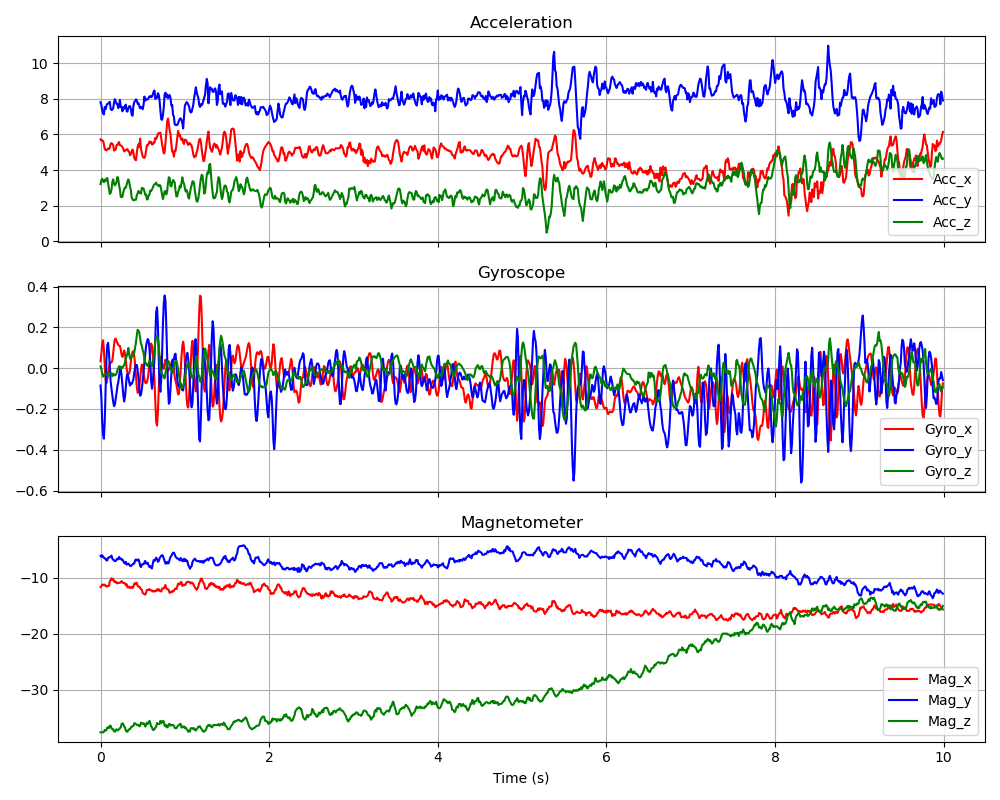 Acceleration
10
8
6
4
2
0
Acc_x
Acc_y
Acc_z
Gyroscope
0.4
0.2
0.0
−0.2
−0.4
−0.6
Gyro_x
Gyro_y
Gyro_z
Magnetometer
−10
−20
−30
Mag_x
Mag_y
Mag_z
0 2 4 6 8 10
Time (s)